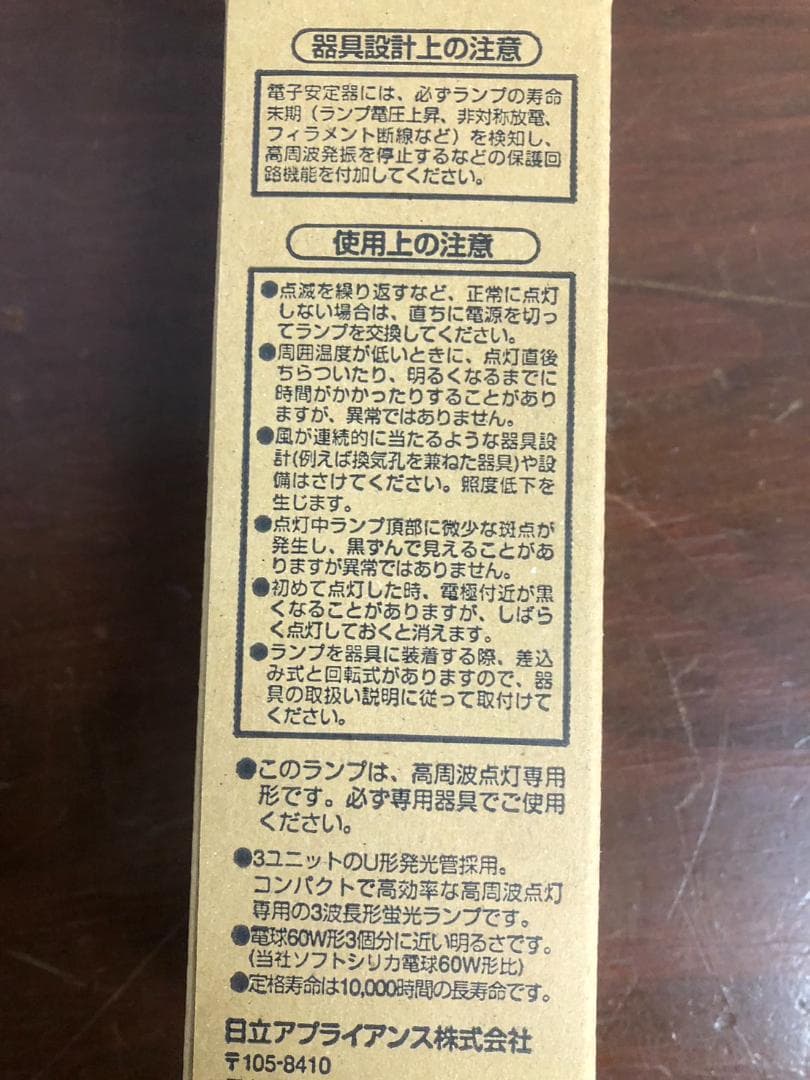 器具設計上の注意
電子安定器には、必ずランプの寿命
末期（ランプ電圧上昇、非対称放電、
フィラメント断線など）を検知し、
高周波発振を停止するなどの保護回
路機能を付加してください。
使用上の注意
●点滅を繰り返すなど、正常に点灯
しない場合は、直ちに電源を切っ
てランプを交換してください。
●周囲温度が低いときに、点灯直後
ちらついたり、明るくなるまでに
時間がかかったりすることがあり
ますが、異常ではありません。
●風が連続的に当たるような器具設
計(例えば換気孔を兼ねた器具)や設
備はさけてください。照度低下を
生じます。
●点灯中ランプ頂部に微少な斑点が
発生し、黒ずんで見えることがあ
りますが異常ではありません。
●初めて点灯した時、電極付近が黒
くなることがありますが、しばら
く点灯しておくと消えます。
●ランプを器具に装着する際、差込
み式と回転式がありますので、器
具の取扱い説明に従って取付けて
ください。
●このランプは、高周波点灯専用
形です。必ず専用器具でご使用
ください。
●3ユニットのU形発光管採用。
コンパクトで高効率な高周波点灯
専用の3波長形蛍光ランプです。
●電球60W形3個分に近い明るさです。
(当社ソフトシリカ電球60W形比)
●定格寿命は10,000時間の長寿命です。
日立アプライアンス株式会社
〒105-8410